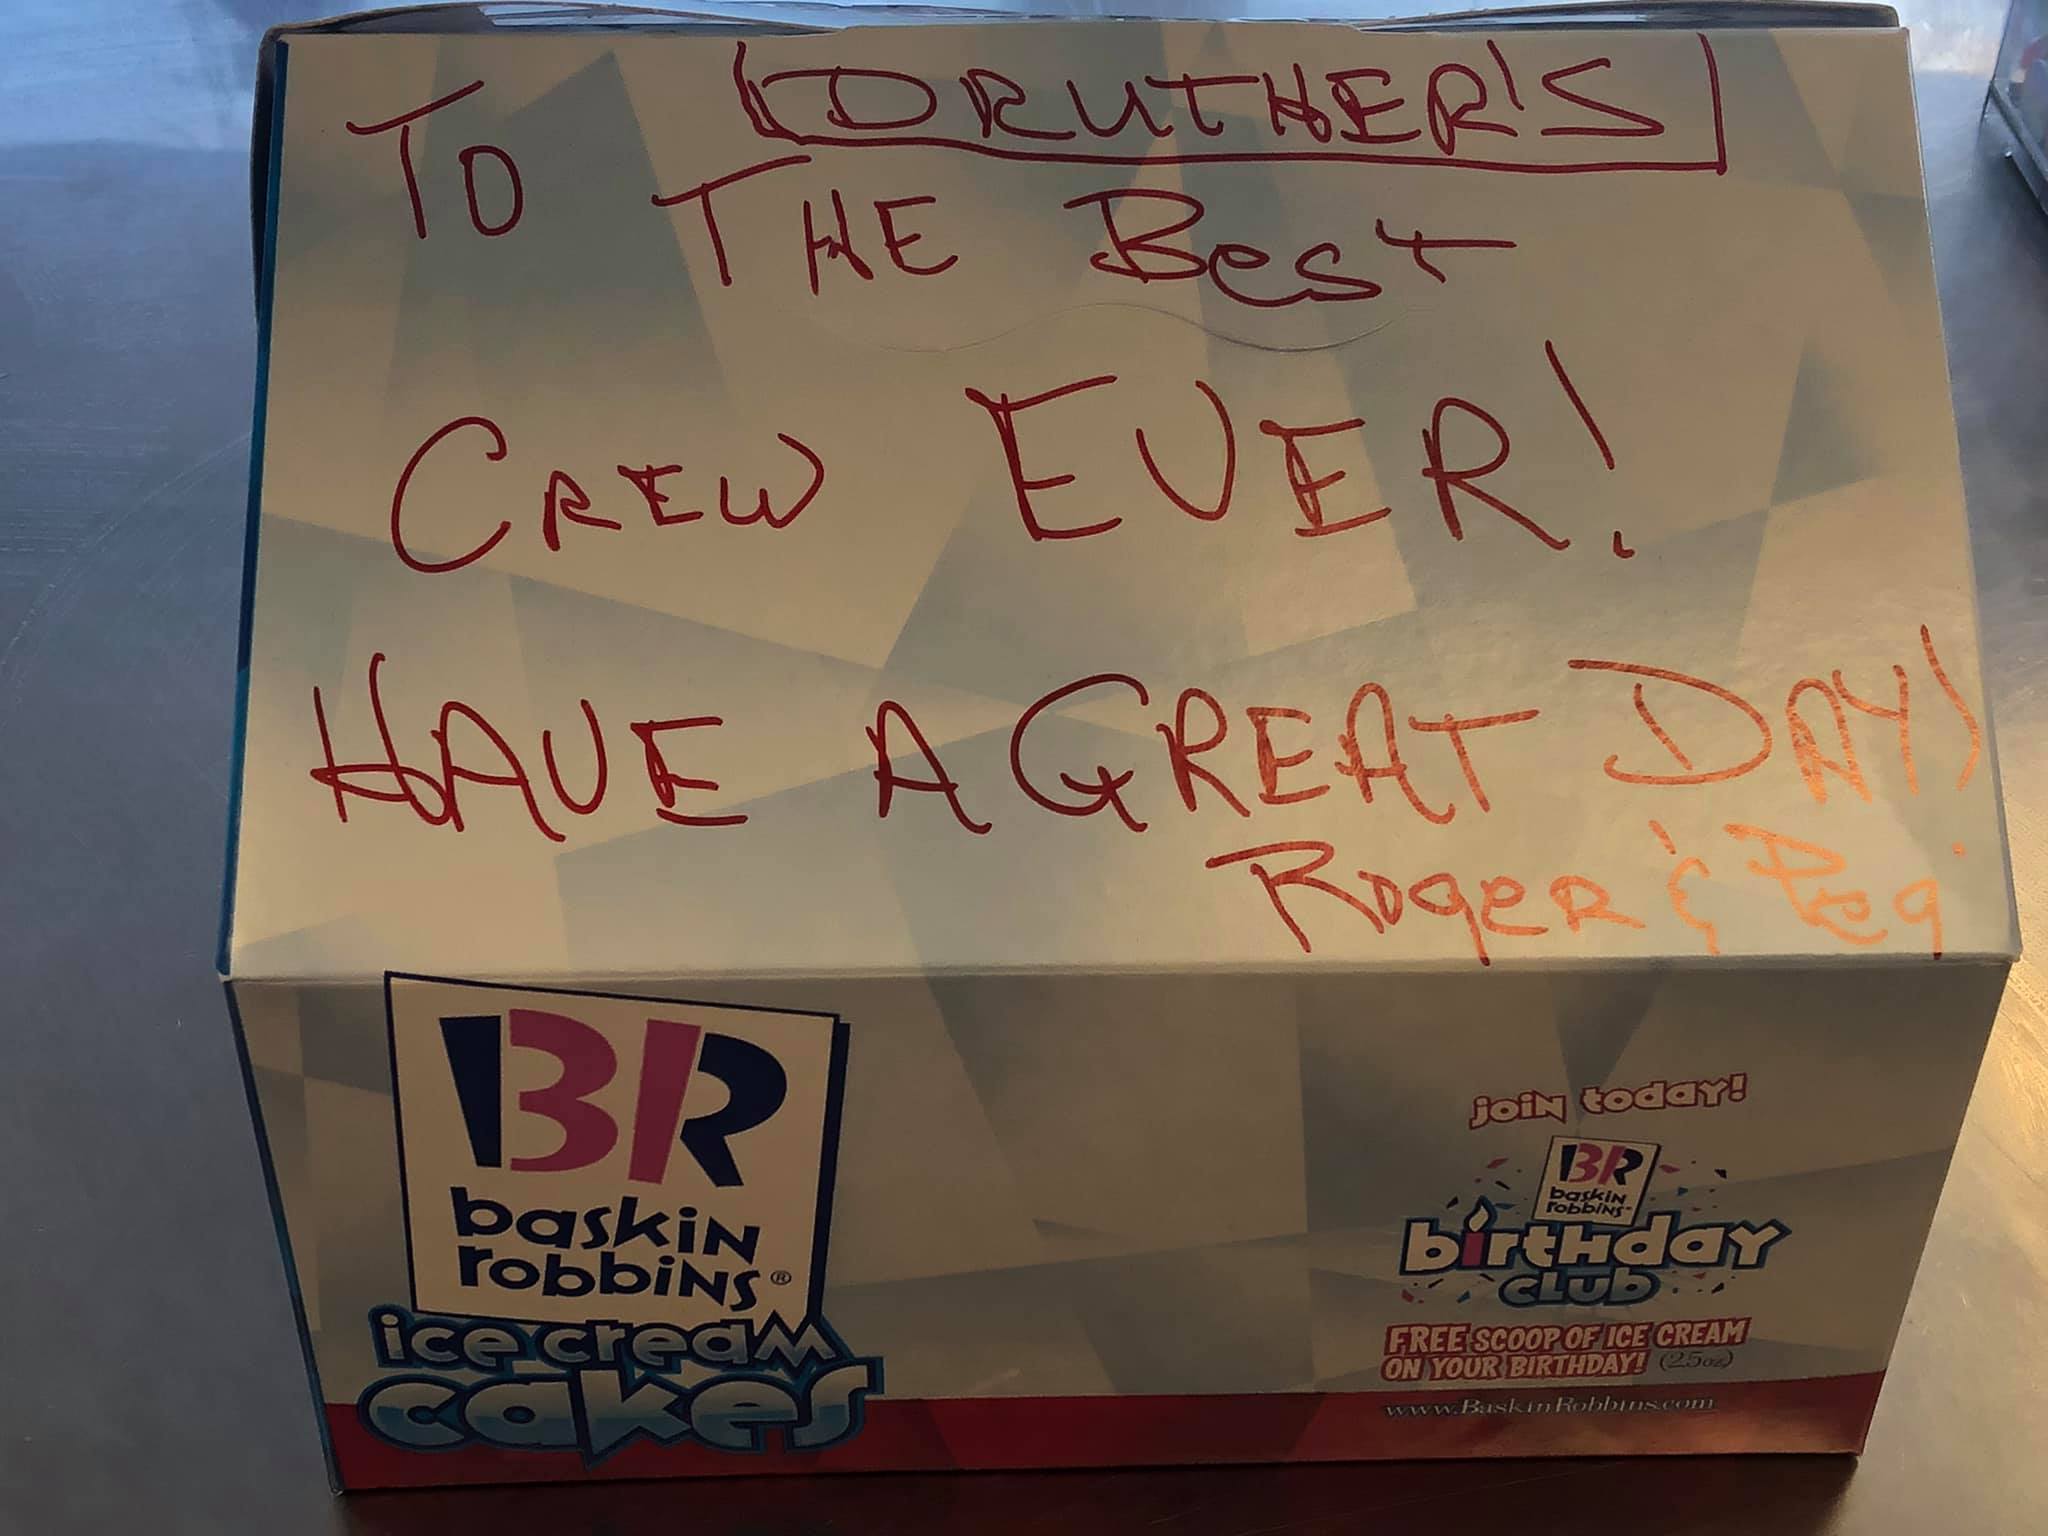 To DRUTHER'S
THE Best
CREW EVER!
HAVE A GREAT DAY!
Roger & Peg
BR
baskin
robbins®
ice cream
cakes
join today!
BR
baskin
robbins
birthday
club
FREE SCOOP OF ICE CREAM
ON YOUR BIRTHDAY! (2.5oz)
www.BaskinRobbins.com